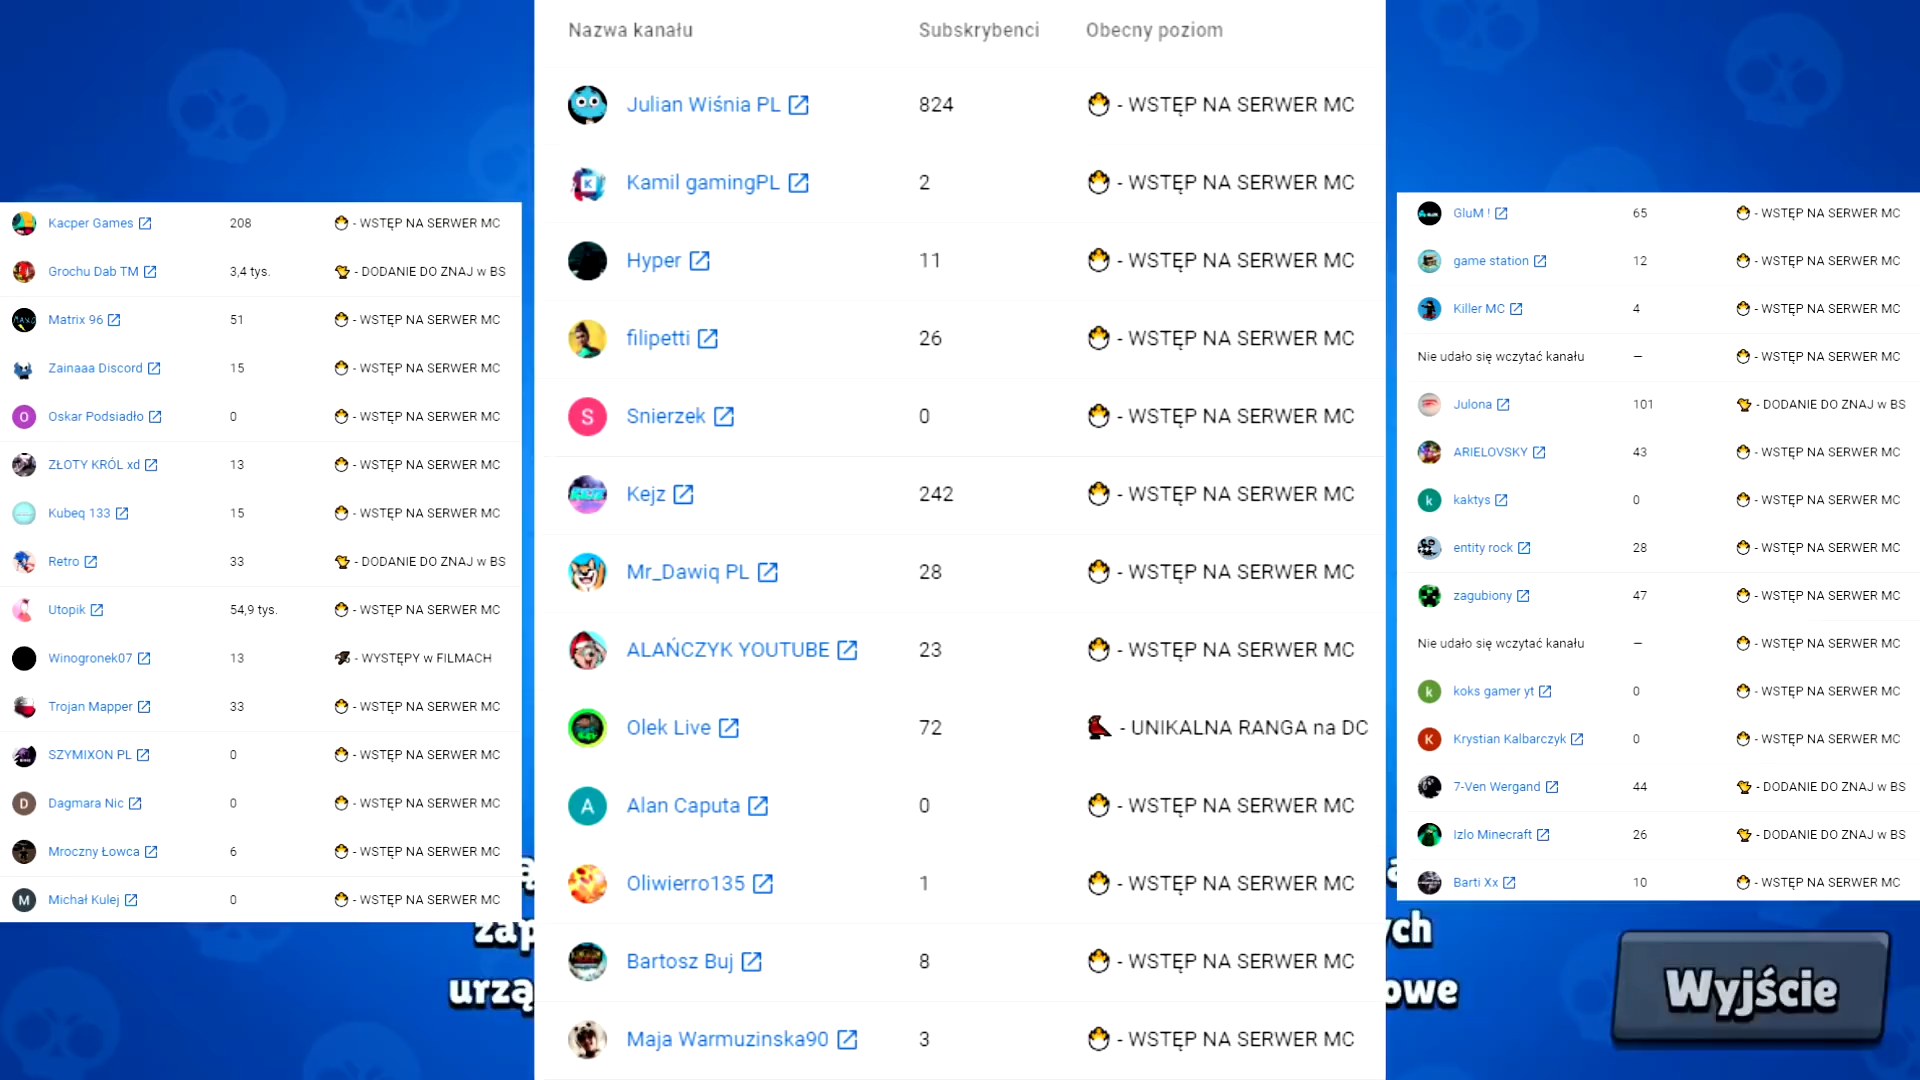 Kacper Games 208 - WSTĘP NA SERWER MC
Grochu Dab TM 3,4 tys. - DODANIE DO ZNAJ w BS
Matrix 96 51 - WSTĘP NA SERWER MC
Zainaaa Discord 15 - WSTĘP NA SERWER MC
O Oskar Podsiadło 0 - WSTĘP NA SERWER MC
ZŁOTY KRÓL xd 13 - WSTĘP NA SERWER MC
Kubeq 133 15 - WSTĘP NA SERWER MC
Retro 33 - DODANIE DO ZNAJ w BS
Utopik 54,9 tys. - WSTĘP NA SERWER MC
Winogronek07 13 - WYSTĘPY w FILMACH
Trojan Mapper 33 - WSTĘP NA SERWER MC
SZYMIXON PL 0 - WSTĘP NA SERWER MC
D Dagmara Nic 0 - WSTĘP NA SERWER MC
Mroczny Łowca 6 - WSTĘP NA SERWER MC
M Michał Kulej 0 - WSTĘP NA SERWER MC
Nazwa kanału Subskrybenci Obecny poziom
Julian Wiśnia PL 824 - WSTĘP NA SERWER MC
K Kamil gamingPL 2 - WSTĘP NA SERWER MC
Hyper 11 - WSTĘP NA SERWER MC
filipetti 26 - WSTĘP NA SERWER MC
S Snierzek 0 - WSTĘP NA SERWER MC
Kejz 242 - WSTĘP NA SERWER MC
Mr_Dawiq PL 28 - WSTĘP NA SERWER MC
ALAŃCZYK YOUTUBE 23 - WSTĘP NA SERWER MC
Olek Live 72 - UNIKALNA RANGA na DC
A Alan Caputa 0 - WSTĘP NA SERWER MC
Oliwierro135 1 - WSTĘP NA SERWER MC
Bartosz Buj 8 - WSTĘP NA SERWER MC
Maja Warmuzinska90 3 - WSTĘP NA SERWER MC
GluM ! 65 - WSTĘP NA SERWER MC
game station 12 - WSTĘP NA SERWER MC
Killer MC 4 - WSTĘP NA SERWER MC
Nie udało się wczytać kanału – - WSTĘP NA SERWER MC
Julona 101 - DODANIE DO ZNAJ w BS
ARIELOVSKY 43 - WSTĘP NA SERWER MC
k kaktys 0 - WSTĘP NA SERWER MC
entity rock 28 - WSTĘP NA SERWER MC
zagubiony 47 - WSTĘP NA SERWER MC
Nie udało się wczytać kanału – - WSTĘP NA SERWER MC
k koks gamer yt 0 - WSTĘP NA SERWER MC
K Krystian Kalbarczyk 0 - WSTĘP NA SERWER MC
7-Ven Wergand 44 - DODANIE DO ZNAJ w BS
Izlo Minecraft 26 - DODANIE DO ZNAJ w BS
Barti Xx 10 - WSTĘP NA SERWER MC
zap ych
urzą owe
Wyjście